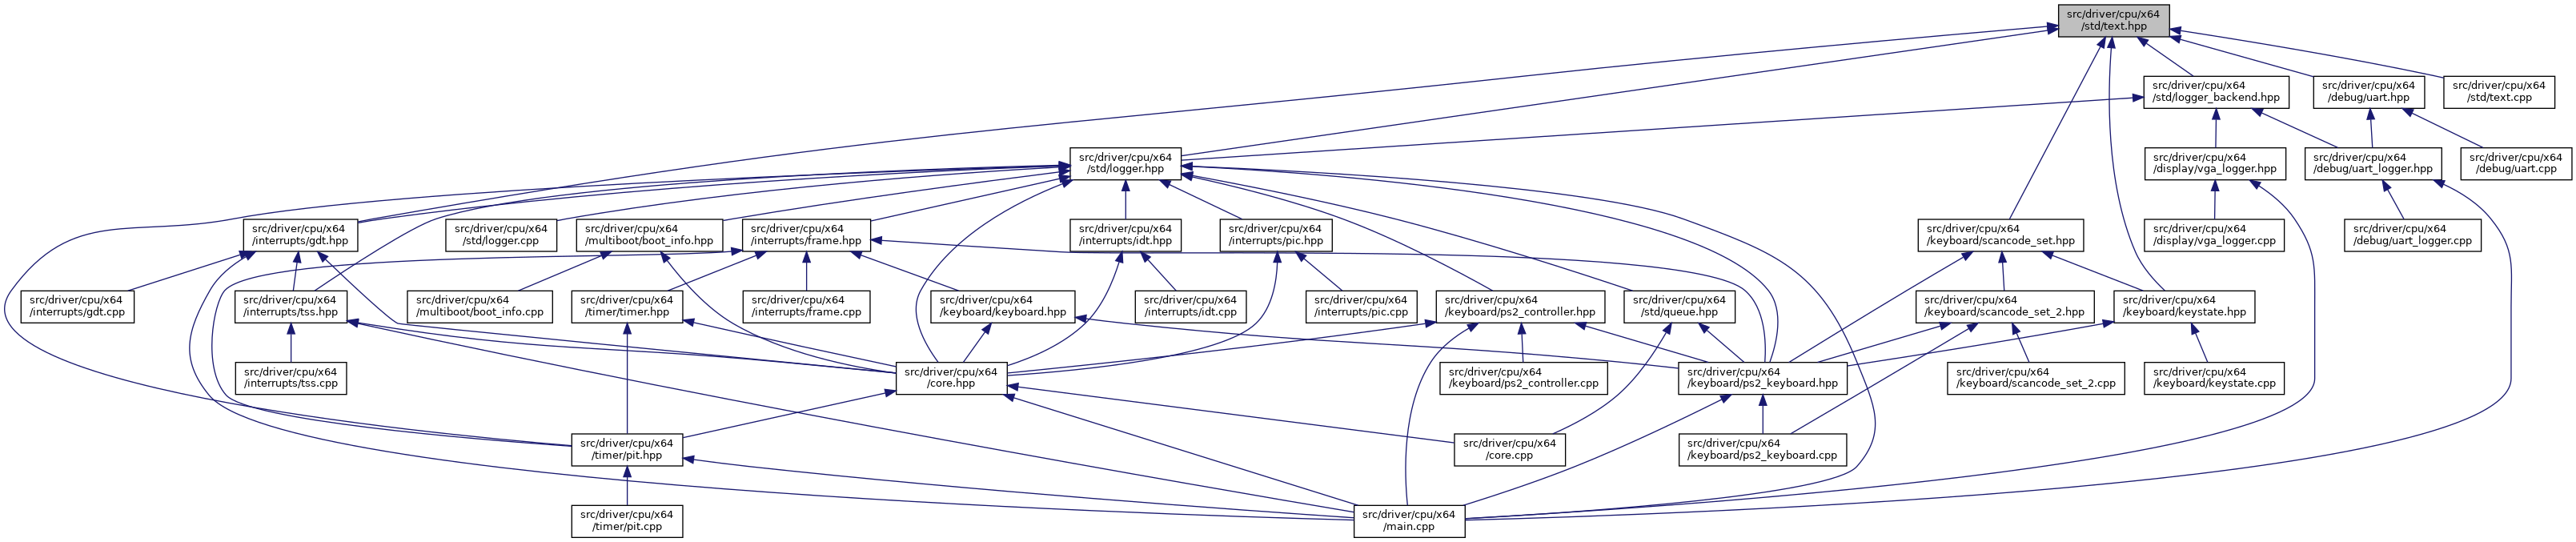 src/driver/cpu/x64
/std/text.hpp
src/driver/cpu/x64
/std/logger_backend.hpp
src/driver/cpu/x64
/debug/uart.hpp
src/driver/cpu/x64
/std/text.cpp
src/driver/cpu/x64
/std/logger.hpp
src/driver/cpu/x64
/display/vga_logger.hpp
src/driver/cpu/x64
/debug/uart_logger.hpp
src/driver/cpu/x64
/debug/uart.cpp
src/driver/cpu/x64
/interrupts/gdt.hpp
src/driver/cpu/x64
/std/logger.cpp
src/driver/cpu/x64
/multiboot/boot_info.hpp
src/driver/cpu/x64
/interrupts/frame.hpp
src/driver/cpu/x64
/interrupts/idt.hpp
src/driver/cpu/x64
/interrupts/pic.hpp
src/driver/cpu/x64
/keyboard/scancode_set.hpp
src/driver/cpu/x64
/display/vga_logger.cpp
src/driver/cpu/x64
/debug/uart_logger.cpp
src/driver/cpu/x64
/interrupts/gdt.cpp
src/driver/cpu/x64
/interrupts/tss.hpp
src/driver/cpu/x64
/multiboot/boot_info.cpp
src/driver/cpu/x64
/timer/timer.hpp
src/driver/cpu/x64
/interrupts/frame.cpp
src/driver/cpu/x64
/keyboard/keyboard.hpp
src/driver/cpu/x64
/interrupts/idt.cpp
src/driver/cpu/x64
/interrupts/pic.cpp
src/driver/cpu/x64
/keyboard/ps2_controller.hpp
src/driver/cpu/x64
/std/queue.hpp
src/driver/cpu/x64
/keyboard/scancode_set_2.hpp
src/driver/cpu/x64
/keyboard/keystate.hpp
src/driver/cpu/x64
/interrupts/tss.cpp
src/driver/cpu/x64
/core.hpp
src/driver/cpu/x64
/keyboard/ps2_controller.cpp
src/driver/cpu/x64
/keyboard/ps2_keyboard.hpp
src/driver/cpu/x64
/keyboard/scancode_set_2.cpp
src/driver/cpu/x64
/keyboard/keystate.cpp
src/driver/cpu/x64
/timer/pit.hpp
src/driver/cpu/x64
/core.cpp
src/driver/cpu/x64
/keyboard/ps2_keyboard.cpp
src/driver/cpu/x64
/timer/pit.cpp
src/driver/cpu/x64
/main.cpp